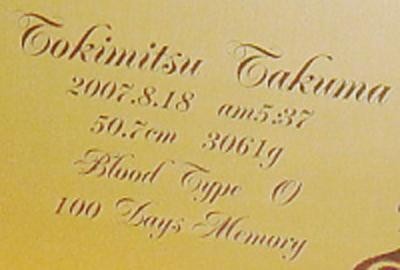 Tokimitsu Takuma
2007.8.18 am5:37
50.7cm 3061g
Blood Type O
100 Days Memory